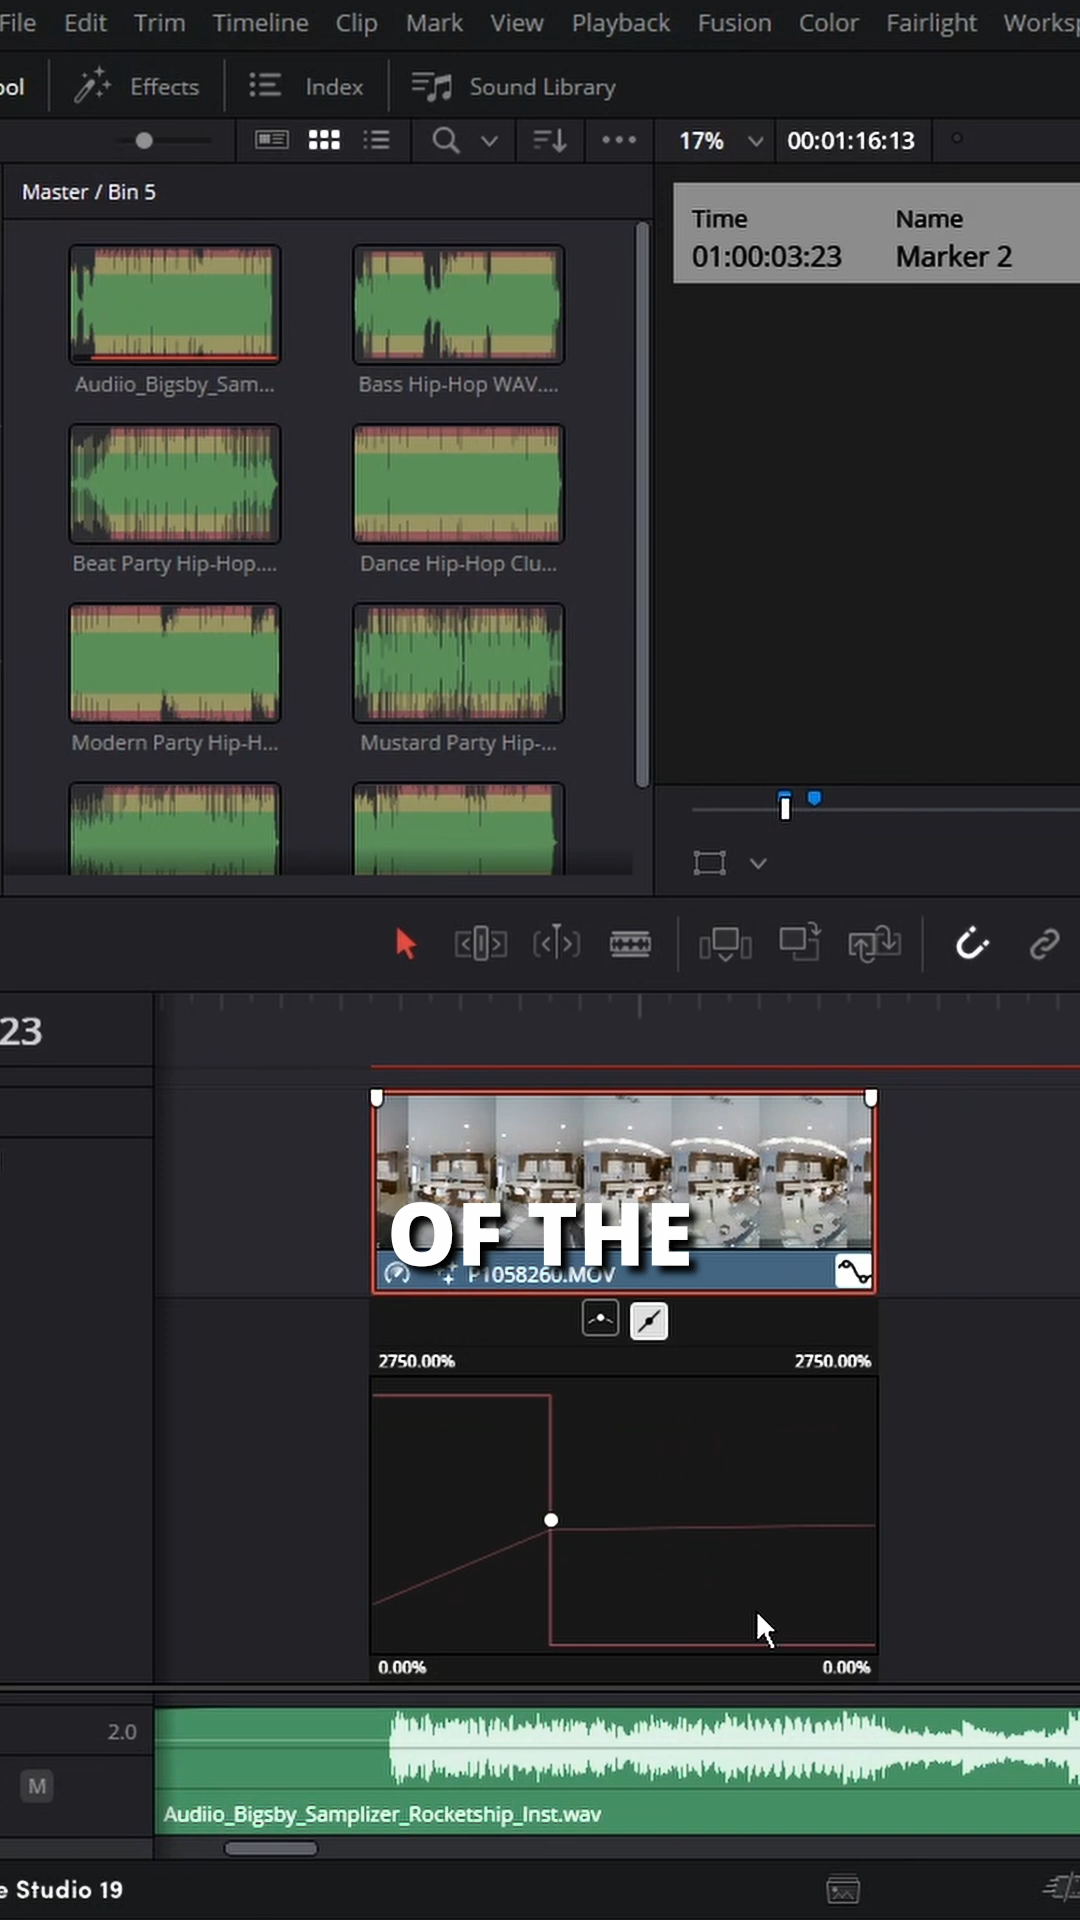 File Edit Trim Timeline Clip Mark View Playback Fusion Color Fairlight Worksp
ool Effects Index Sound Library
17% 00:01:16:13
Master / Bin 5
Time Name
01:00:03:23 Marker 2
Audiio_Bigsby_Sam... Bass Hip-Hop WAV....
Beat Party Hip-Hop.... Dance Hip-Hop Clu...
Modern Party Hip-H... Mustard Party Hip-...
23
OF THE
P1058260.MOV
2750.00% 2750.00%
0.00% 0.00%
2.0
M
Audiio_Bigsby_Samplizer_Rocketship_Inst.wav
e Studio 19